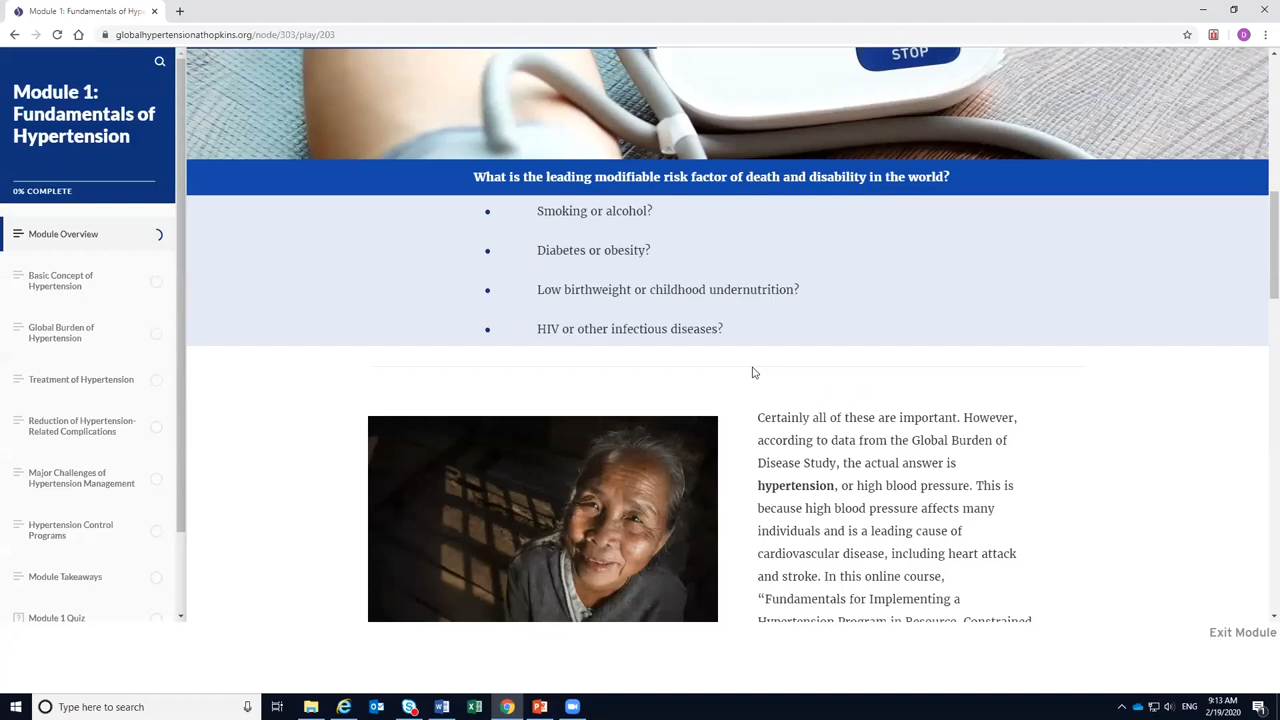 Module 1: Fundamentals of Hype
globalhypertensionathopkins.org/node/303/play/203
D
Module 1:
Fundamentals of
Hypertension
0% COMPLETE
Module Overview
Basic Concept of
Hypertension
Global Burden of
Hypertension
Treatment of Hypertension
Reduction of Hypertension-
Related Complications
Major Challenges of
Hypertension Management
Hypertension Control
Programs
Module Takeaways
Module 1 Quiz
STOP
What is the leading modifiable risk factor of death and disability in the world?
• Smoking or alcohol?
• Diabetes or obesity?
• Low birthweight or childhood undernutrition?
• HIV or other infectious diseases?
Certainly all of these are important. However,
according to data from the Global Burden of
Disease Study, the actual answer is
hypertension, or high blood pressure. This is
because high blood pressure affects many
individuals and is a leading cause of
cardiovascular disease, including heart attack
and stroke. In this online course,
“Fundamentals for Implementing a
Hypertension Program in Resource-Constrained
Exit Module
Type here to search
ENG
9:13 AM
2/19/2020